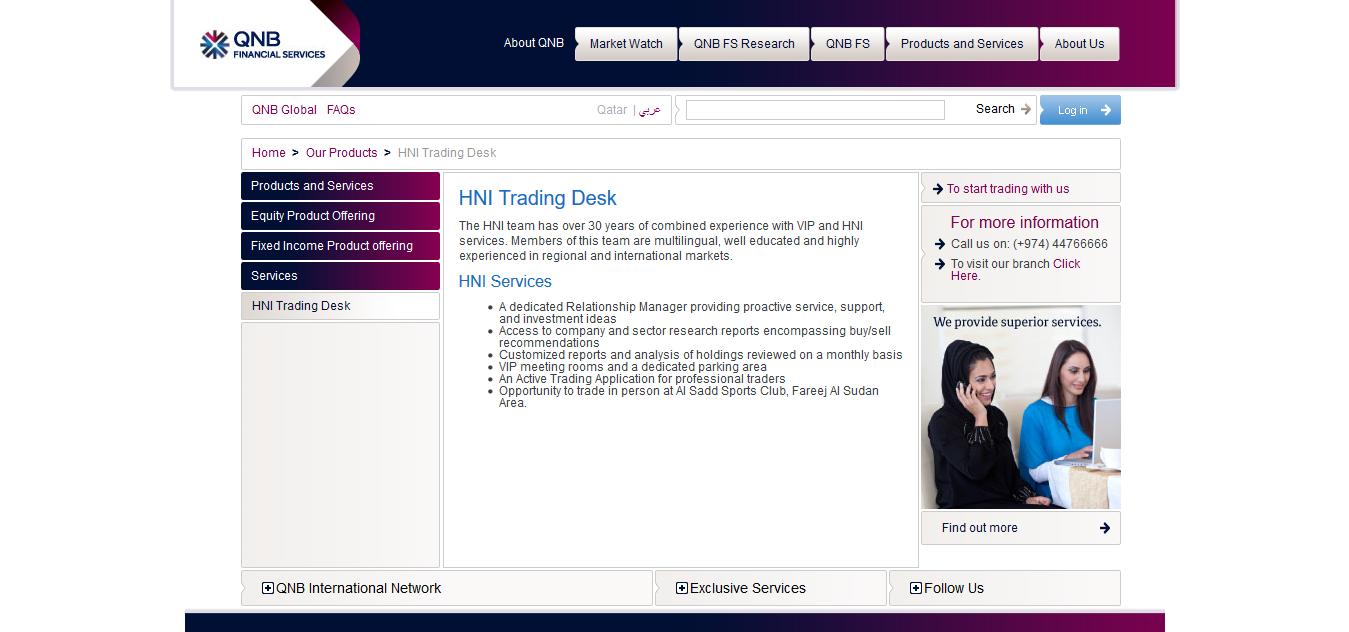 QNB
FINANCIAL SERVICES
About QNB
Market Watch
QNB FS Research
QNB FS
Products and Services
About Us
QNB Global FAQs
Qatar | عربي
Search
Log in
Home > Our Products > HNI Trading Desk
Products and Services
Equity Product Offering
Fixed Income Product offering
Services
HNI Trading Desk
HNI Trading Desk
The HNI team has over 30 years of combined experience with VIP and HNI
services. Members of this team are multilingual, well educated and highly
experienced in regional and international markets.
HNI Services
• A dedicated Relationship Manager providing proactive service, support,
and investment ideas
• Access to company and sector research reports encompassing buy/sell
recommendations
• Customized reports and analysis of holdings reviewed on a monthly basis
• VIP meeting rooms and a dedicated parking area
• An Active Trading Application for professional traders
• Opportunity to trade in person at Al Sadd Sports Club, Fareej Al Sudan
Area.
To start trading with us
For more information
Call us on: (+974) 44766666
To visit our branch Click
Here.
We provide superior services.
Find out more
QNB International Network
Exclusive Services
Follow Us